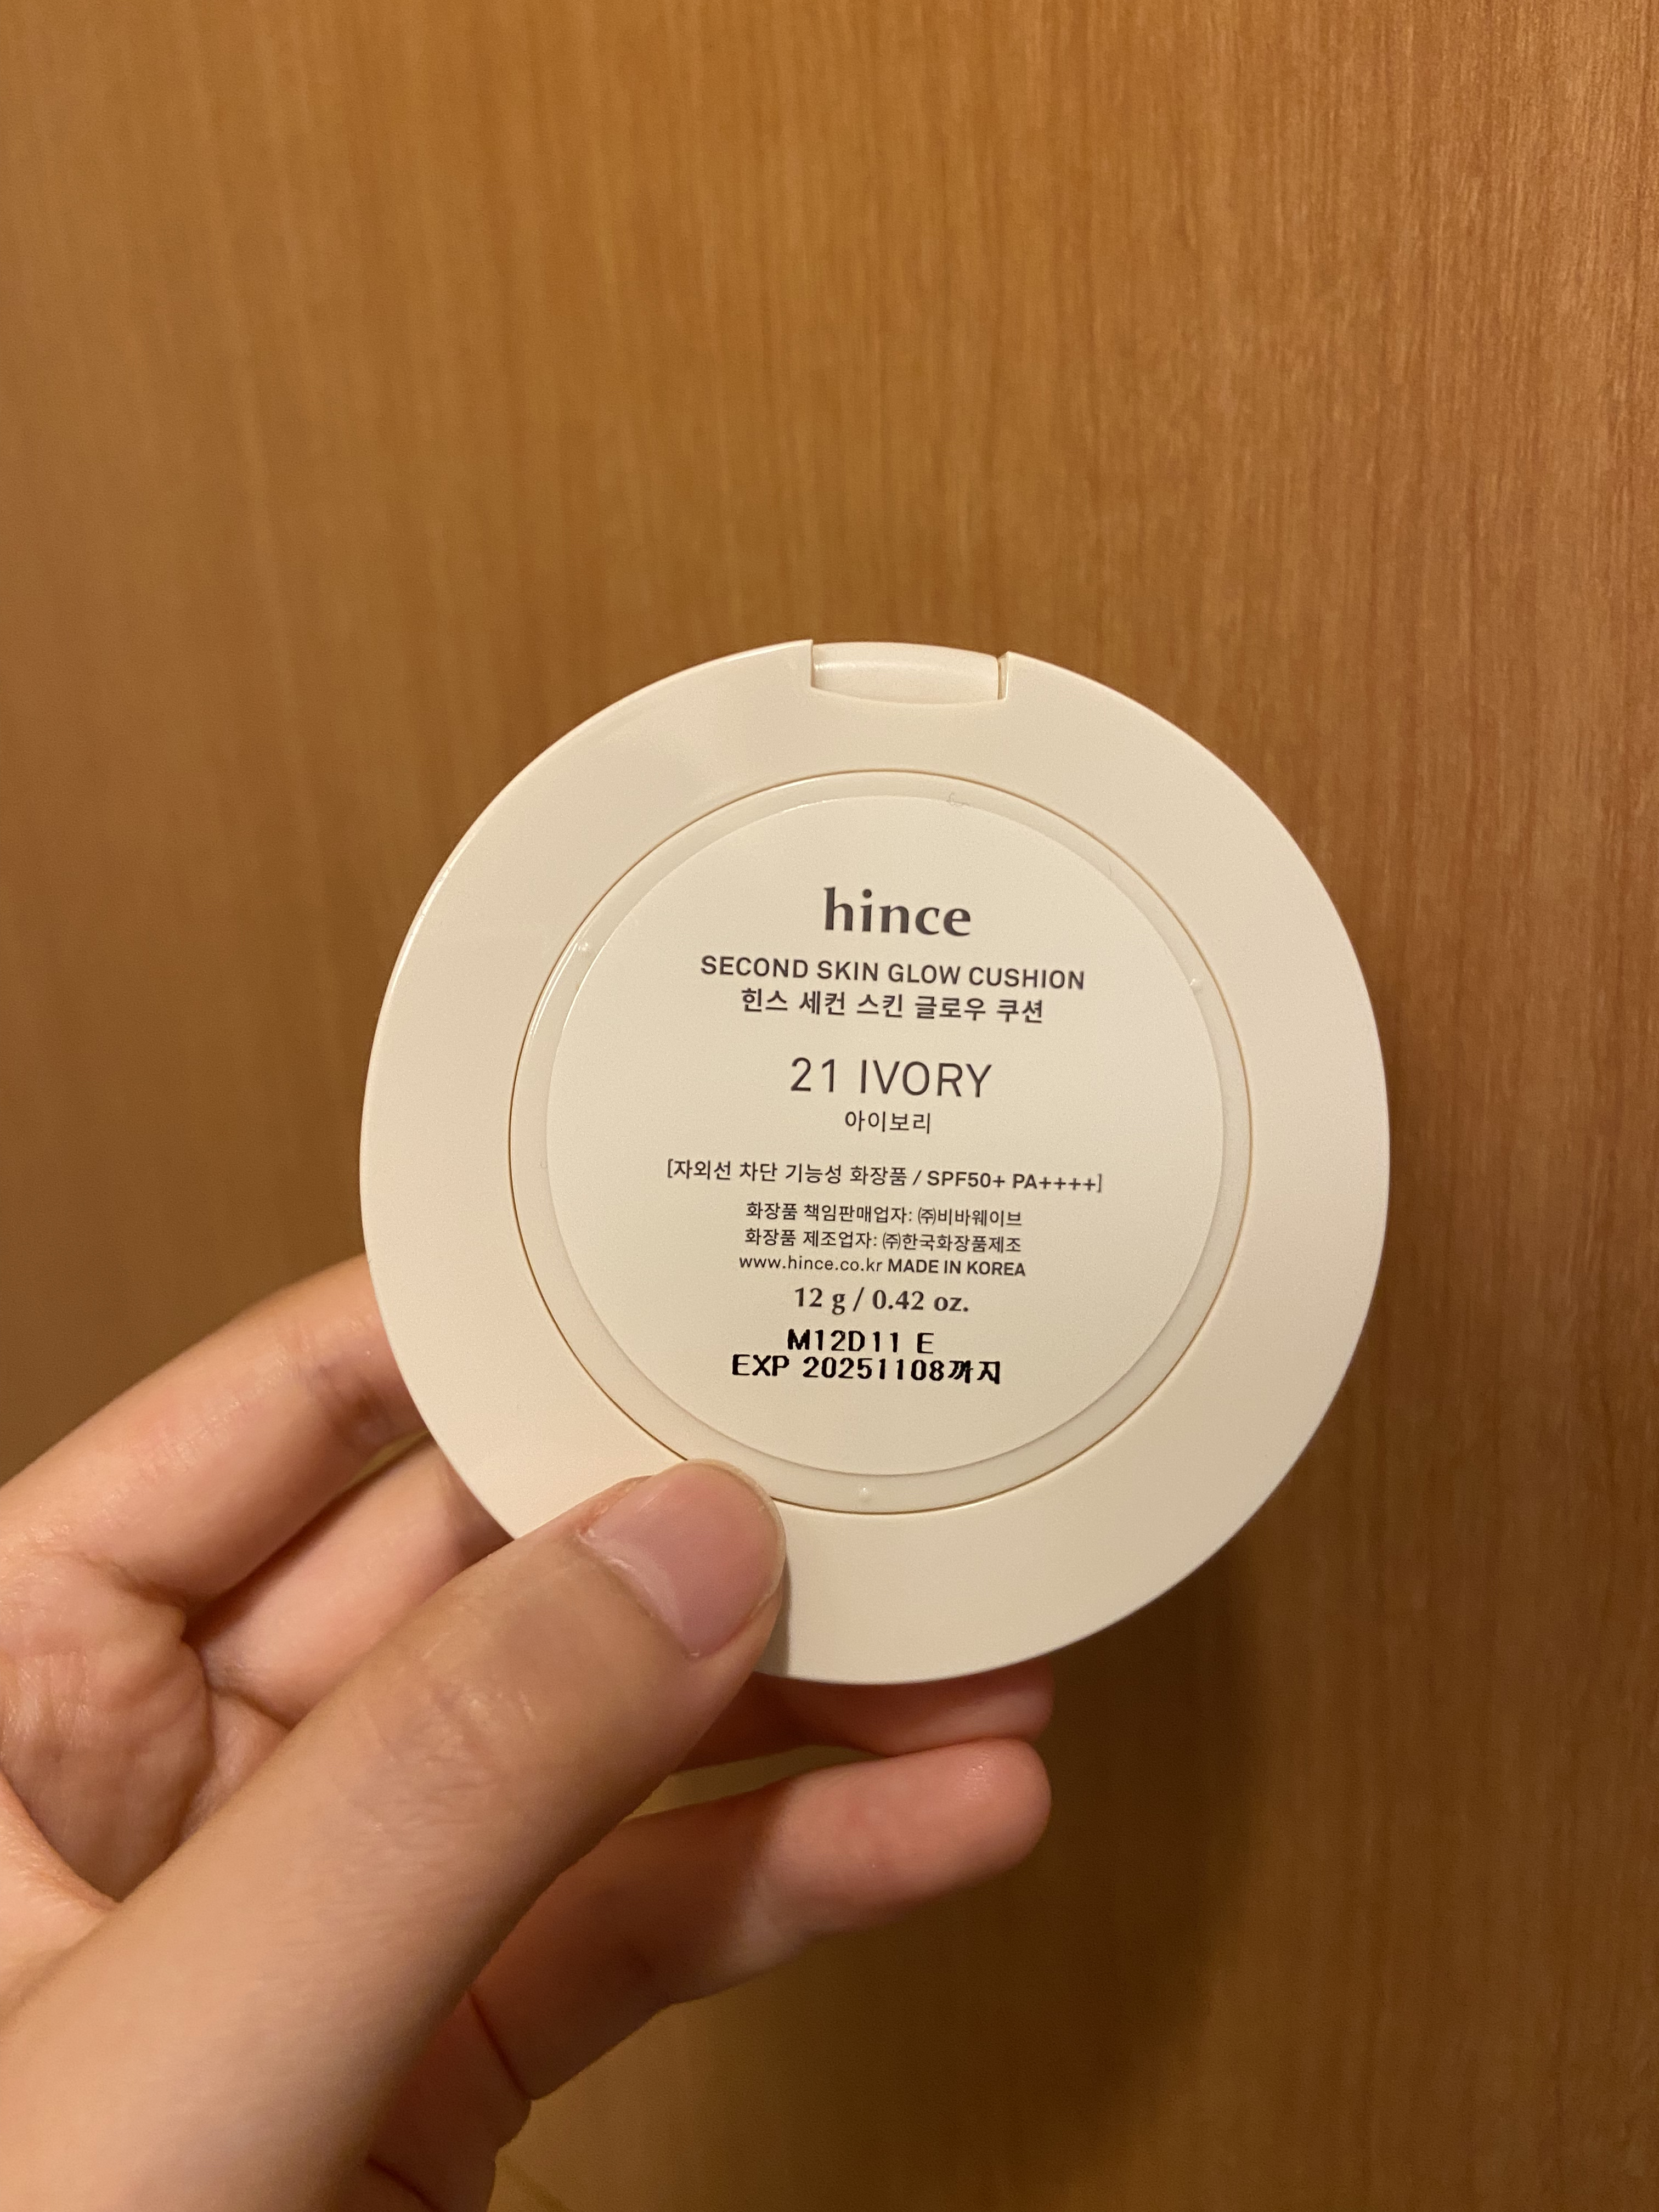 hince
SECOND SKIN GLOW CUSHION
힌스 세컨 스킨 글로우 쿠션
21 IVORY
아이보리
[자외선 차단 기능성 화장품 / SPF50+ PA++++]
화장품 책임판매업자: ㈜비바웨이브
화장품 제조업자: ㈜한국화장품제조
www.hince.co.kr MADE IN KOREA
12 g / 0.42 oz.
M12D11 E
EXP 20251108까지